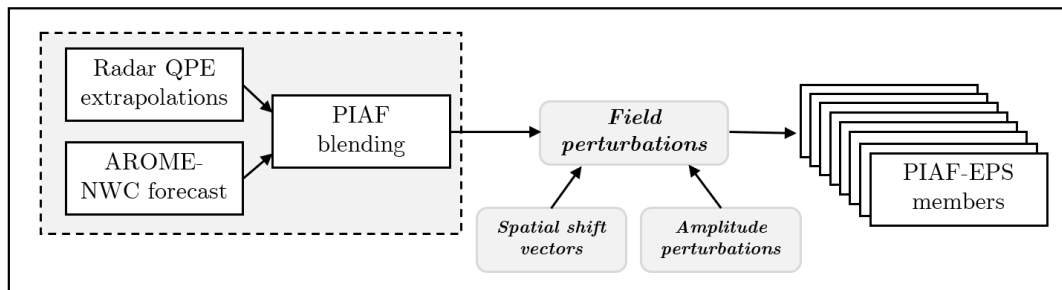 Radar QPE
extrapolations
AROME-
NWC forecast
PIAF
blending
Field
perturbations
Spatial shift
vectors
Amplitude
perturbations
PIAF-EPS
members